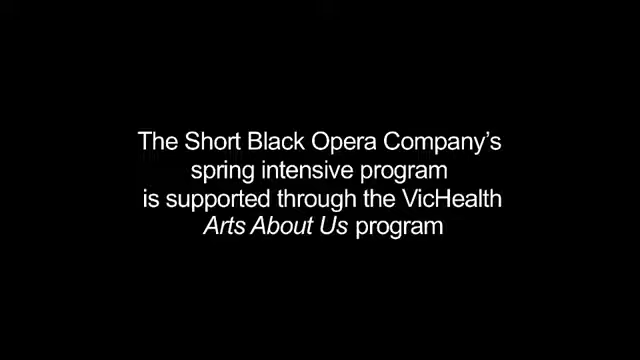 The Short Black Opera Company’s
spring intensive program
is supported through the VicHealth
Arts About Us program